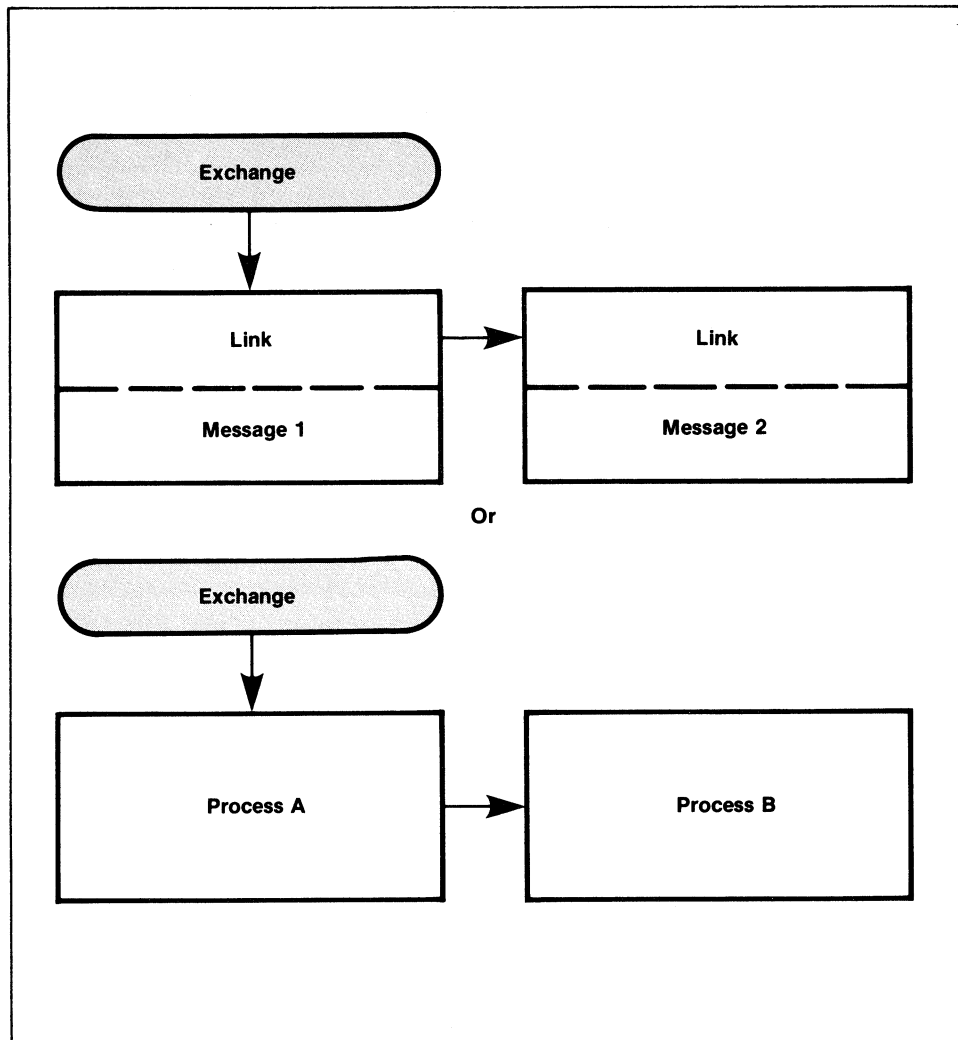 Exchange
Link
Link
Message 1
Message 2
Or
Exchange
Process A
Process B